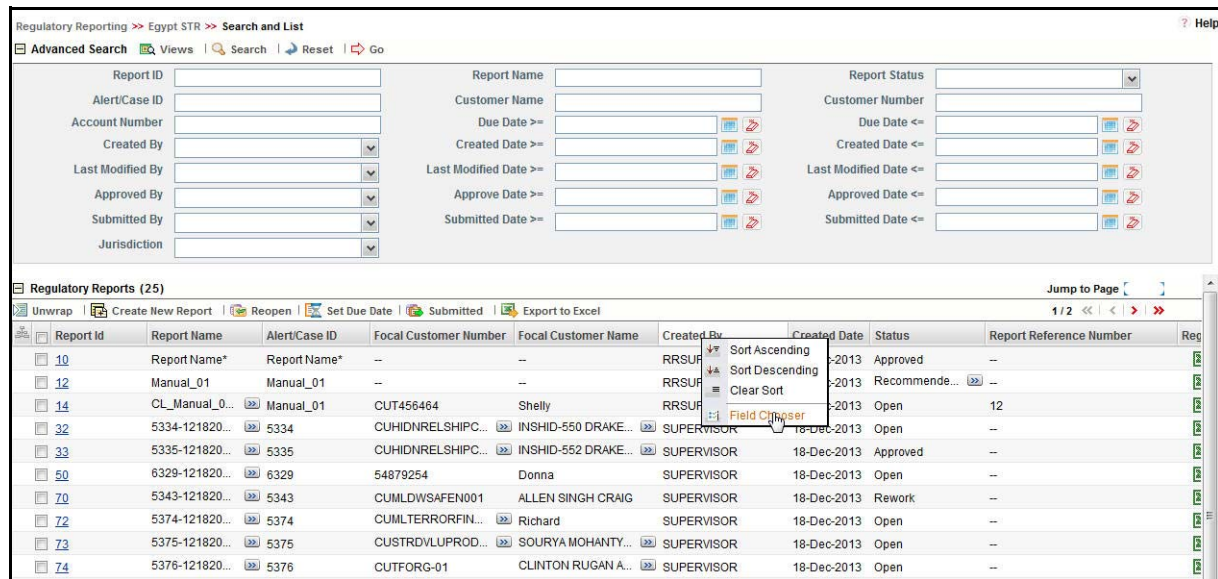 Regulatory Reporting >> Egypt STR >> Search and List ? Help
Advanced Search Views | Search | Reset | Go
Report ID Report Name Report Status
Alert/Case ID Customer Name Customer Number
Account Number Due Date >= Due Date <=
Created By Created Date >= Created Date <=
Last Modified By Last Modified Date >= Last Modified Date <=
Approved By Approve Date >= Approved Date <=
Submitted By Submitted Date >= Submitted Date <=
Jurisdiction
Regulatory Reports (25) Jump to Page
Unwrap | Create New Report | Reopen | Set Due Date | Submitted | Export to Excel 1/2
Report Id Report Name Alert/Case ID Focal Customer Number Focal Customer Name Created By Created Date Status Report Reference Number Reg
Sort Ascending
Sort Descending
Clear Sort
Field Chooser
10 Report Name* Report Name* -- -- RRSUP -2013 Approved --
12 Manual_01 Manual_01 -- -- RRSUP -2013 Recommende... --
14 CL_Manual_0... Manual_01 CUT456464 Shelly RRSUP -2013 Open 12
32 5334-121820... 5334 CUHIDNRELSHIPC... INSHID-550 DRAKE... SUPERVISOR 18-Dec-2013 Open --
33 5335-121820... 5335 CUHIDNRELSHIPC... INSHID-552 DRAKE... SUPERVISOR 18-Dec-2013 Approved --
50 6329-121820... 6329 54879254 Donna SUPERVISOR 18-Dec-2013 Open --
70 5343-121820... 5343 CUMLDWSAFEN001 ALLEN SINGH CRAIG SUPERVISOR 18-Dec-2013 Rework --
72 5374-121820... 5374 CUMLTERRORFIN... Richard SUPERVISOR 18-Dec-2013 Open --
73 5375-121820... 5375 CUSTRDVLUPROD... SOURYA MOHANTY... SUPERVISOR 18-Dec-2013 Open --
74 5376-121820... 5376 CUTFORG-01 CLINTON RUGAN A... SUPERVISOR 18-Dec-2013 Open --